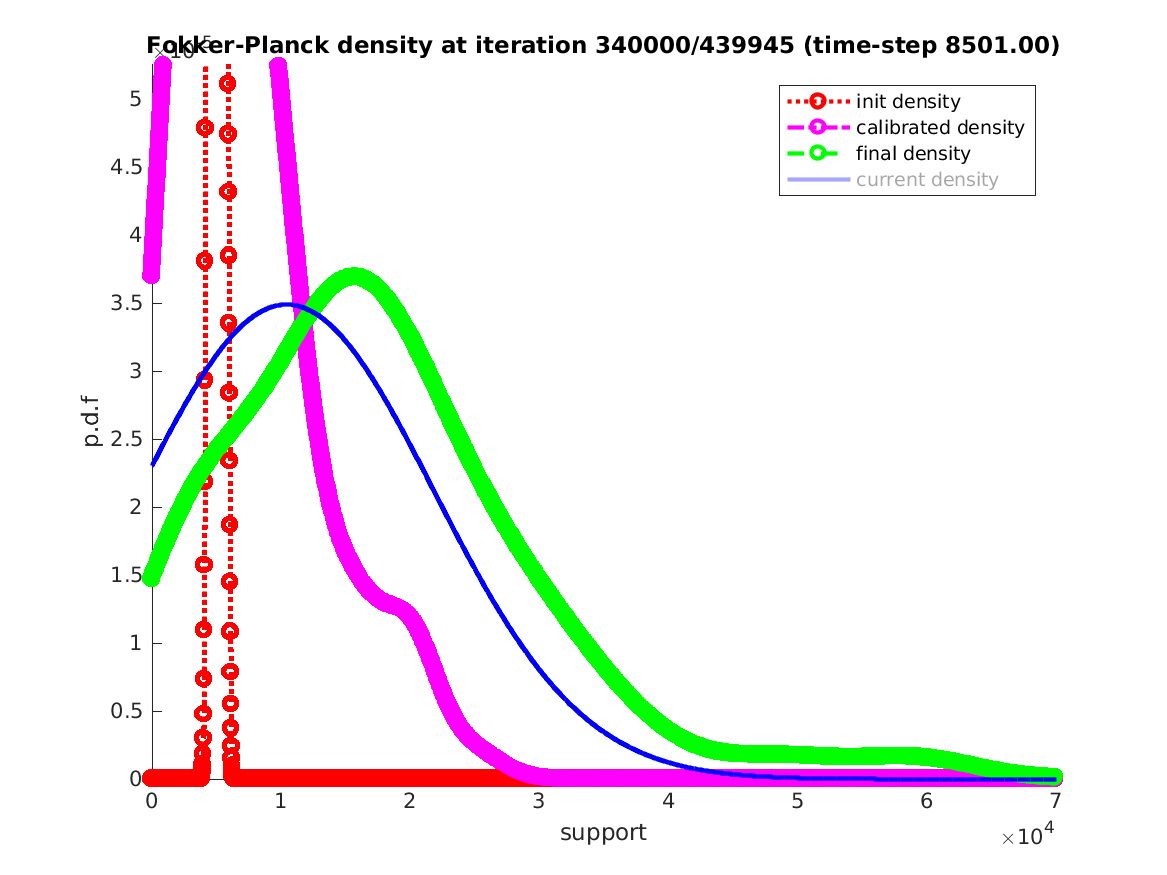 Fokker-Planck density at iteration 340000/439945 (time-step 8501.00)
×10
5
init density
calibrated density
final density
current density
5
4.5
4
3.5
3
2.5
2
1.5
1
0.5
0
p.d.f
0 1 2 3 4 5 6 7
support
×10⁴